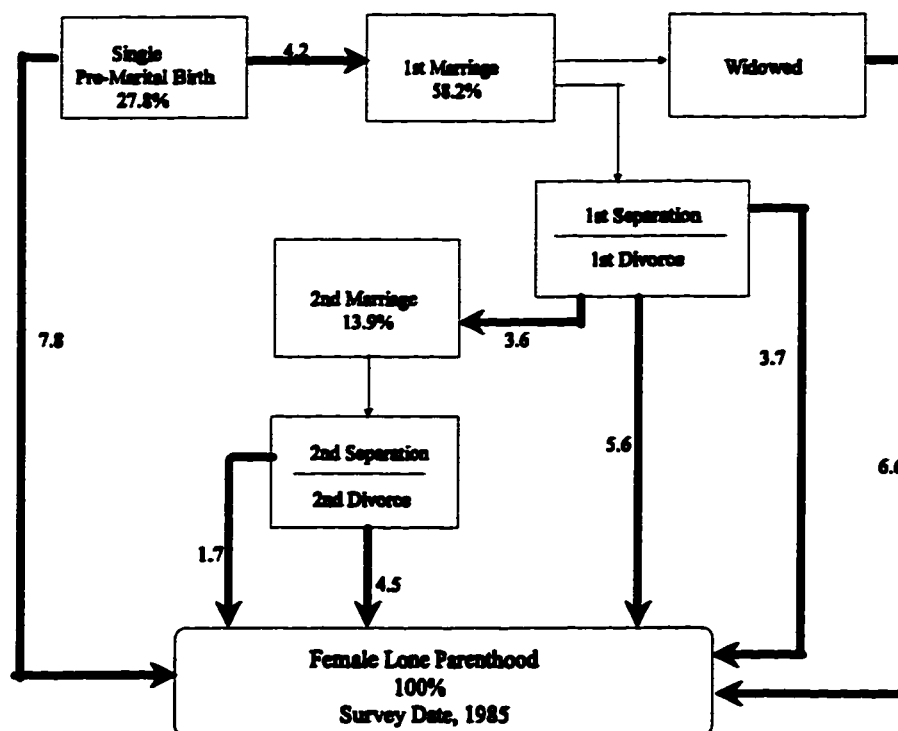 Single
Pre-Marital Birth
27.8%
4.2
1st Marriage
58.2%
Widowed
1st Separation
1st Divorce
2nd Marriage
13.9%
3.6
7.8
3.7
2nd Separation
2nd Divorce
5.6
6.6
1.7
4.5
Female Lone Parenthood
100%
Survey Date, 1985